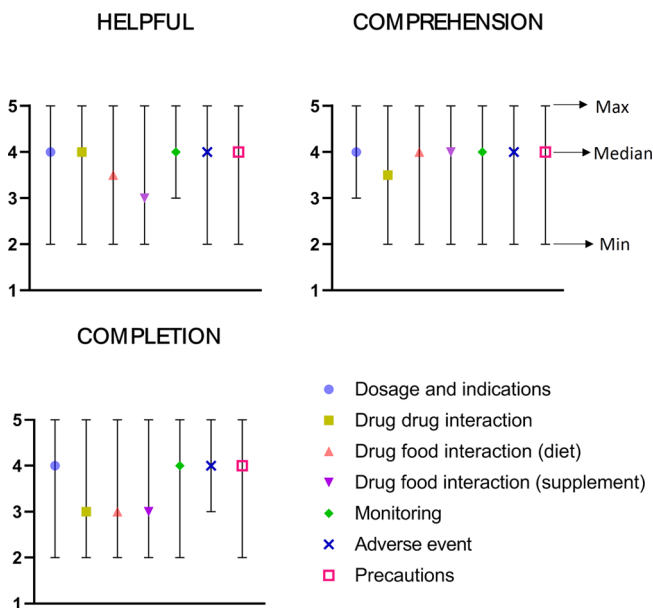 HELPFUL
5
4
3
2
1
COMPREHENSION
5
4
3
2
1
Max
Median
Min
COMPLETION
5
4
3
2
1
Dosage and indications
Drug drug interaction
Drug food interaction (diet)
Drug food interaction (supplement)
Monitoring
Adverse event
Precautions